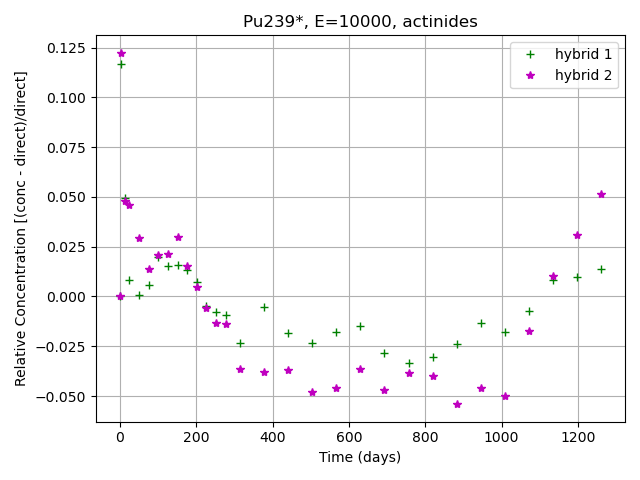 Pu239*, E=10000, actinides
hybrid 1
hybrid 2
Relative Concentration [(conc - direct)/direct]
0.125
0.100
0.075
0.050
0.025
0.000
−0.025
−0.050
0 200 400 600 800 1000 1200
Time (days)